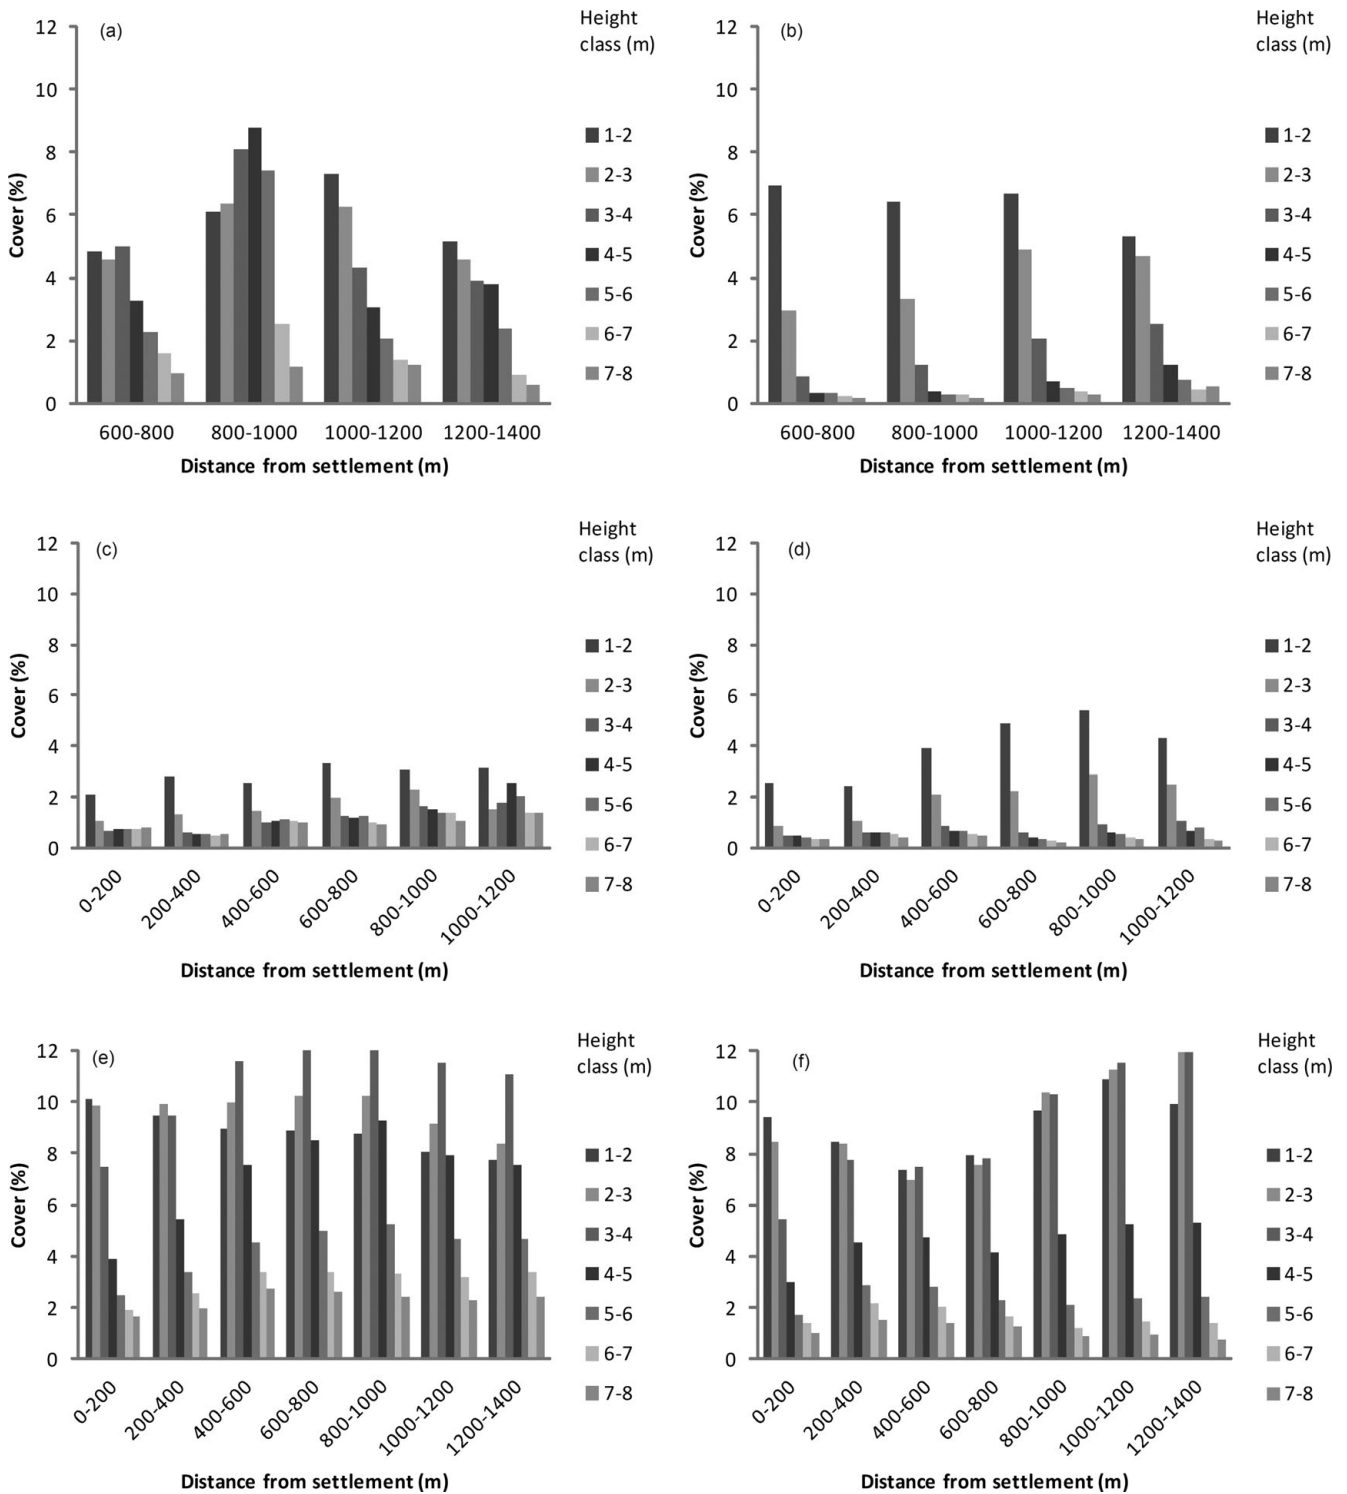 (a)
Height
class (m)
12
10
8
6
4
2
0
Cover (%)
1-2
2-3
3-4
4-5
5-6
6-7
7-8
600-800 800-1000 1000-1200 1200-1400
Distance from settlement (m)
(b)
Height
class (m)
12
10
8
6
4
2
0
Cover (%)
1-2
2-3
3-4
4-5
5-6
6-7
7-8
600-800 800-1000 1000-1200 1200-1400
Distance from settlement (m)
(c)
Height
class (m)
12
10
8
6
4
2
0
Cover (%)
1-2
2-3
3-4
4-5
5-6
6-7
7-8
0-200 200-400 400-600 600-800 800-1000 1000-1200
Distance from settlement (m)
(d)
Height
class (m)
12
10
8
6
4
2
0
Cover (%)
1-2
2-3
3-4
4-5
5-6
6-7
7-8
0-200 200-400 400-600 600-800 800-1000 1000-1200
Distance from settlement (m)
(e)
Height
class (m)
12
10
8
6
4
2
0
Cover (%)
1-2
2-3
3-4
4-5
5-6
6-7
7-8
0-200 200-400 400-600 600-800 800-1000 1000-1200 1200-1400
Distance from settlement (m)
(f)
Height
class (m)
12
10
8
6
4
2
0
Cover (%)
1-2
2-3
3-4
4-5
5-6
6-7
7-8
0-200 200-400 400-600 600-800 800-1000 1000-1200 1200-1400
Distance from settlement (m)